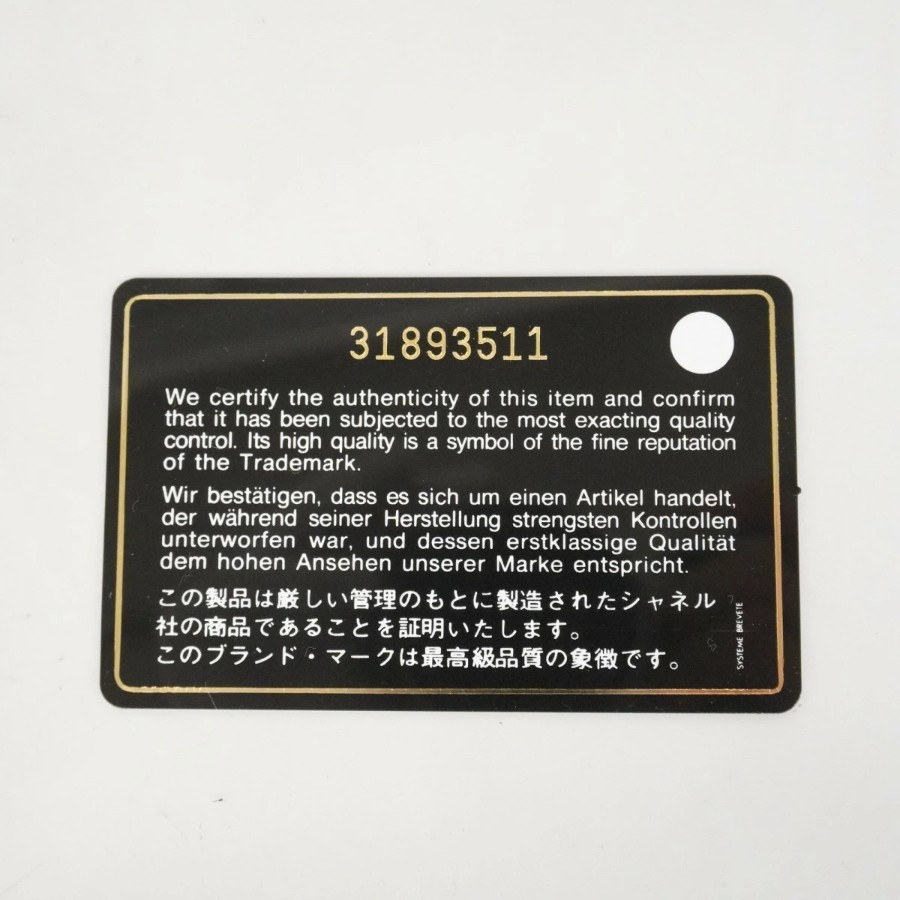 31893511
We certify the authenticity of this item and confirm
that it has been subjected to the most exacting quality
control. Its high quality is a symbol of the fine reputation
of the Trademark.
Wir bestätigen, dass es sich um einen Artikel handelt,
der während seiner Herstellung strengsten Kontrollen
unterworfen war, und dessen erstklassige Qualität
dem hohen Ansehen unserer Marke entspricht.
この製品は厳しい管理のもとに製造されたシャネル
社の商品であることを証明いたします。
このブランド・マークは最高級品質の象徴です。
SYSTEME BREVETE